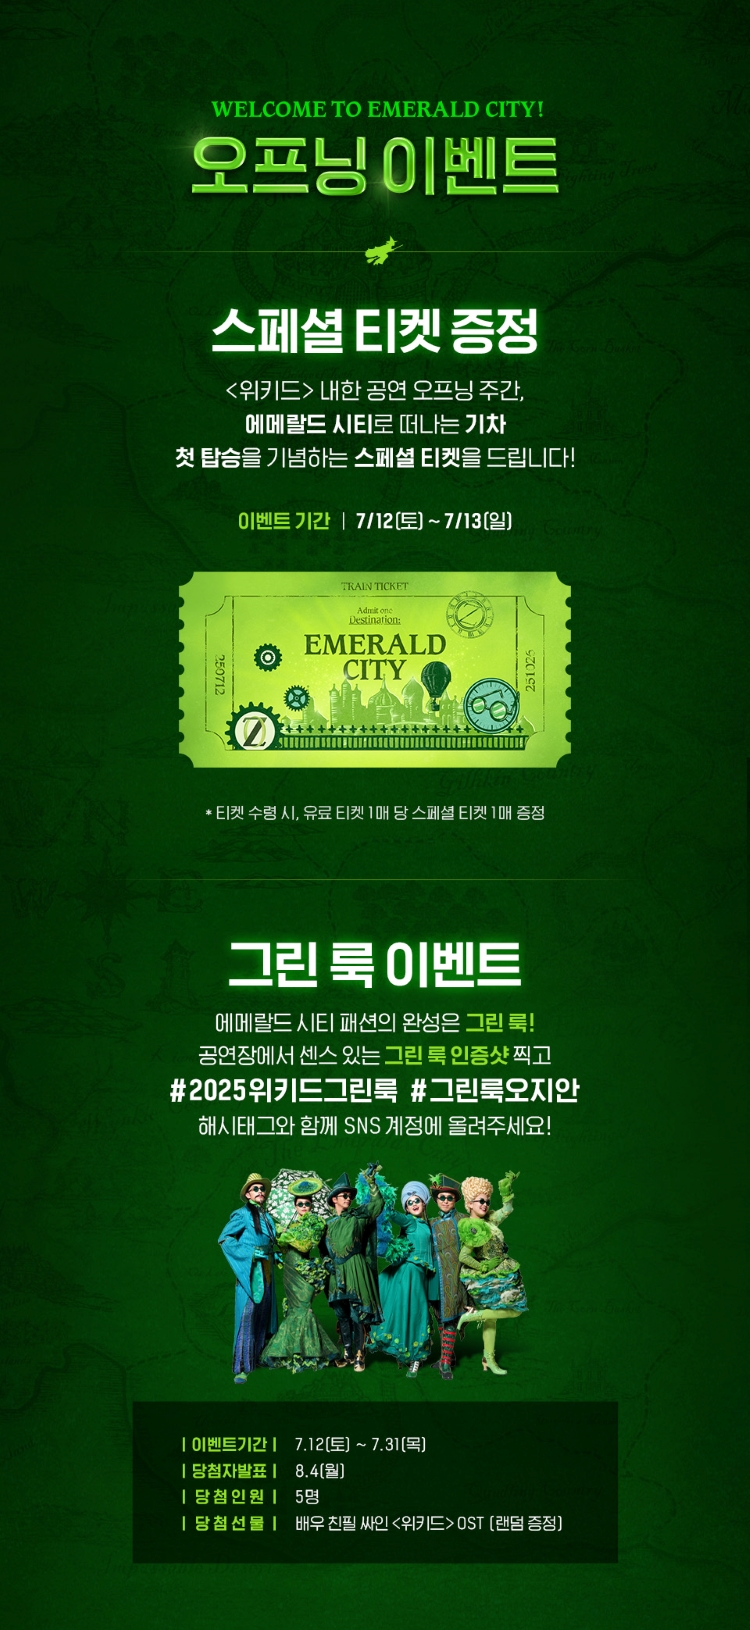 WELCOME TO EMERALD CITY!
오프닝 이벤트
스페셜 티켓 증정
<위키드> 내한 공연 오프닝 주간,
에메랄드 시티로 떠나는 기차
첫 탑승을 기념하는 스페셜 티켓을 드립니다!
이벤트 기간 | 7/12(토) ~ 7/13(일)
TRAIN TICKET
Admit one
Destination:
EMERALD
CITY
250712
251026
Z
Z
* 티켓 수령 시, 유료 티켓 1매 당 스페셜 티켓 1매 증정
그린 룩 이벤트
에메랄드 시티 패션의 완성은 그린 룩!
공연장에서 센스 있는 그린 룩 인증샷 찍고
#2025위키드그린룩 #그린룩오지안
해시태그와 함께 SNS 계정에 올려주세요!
| 이벤트기간 | 7.12(토) ~ 7.31(목)
| 당첨자발표 | 8.4(월)
| 당첨인원 | 5명
| 당첨선물 | 배우 친필 싸인 <위키드> OST (랜덤 증정)